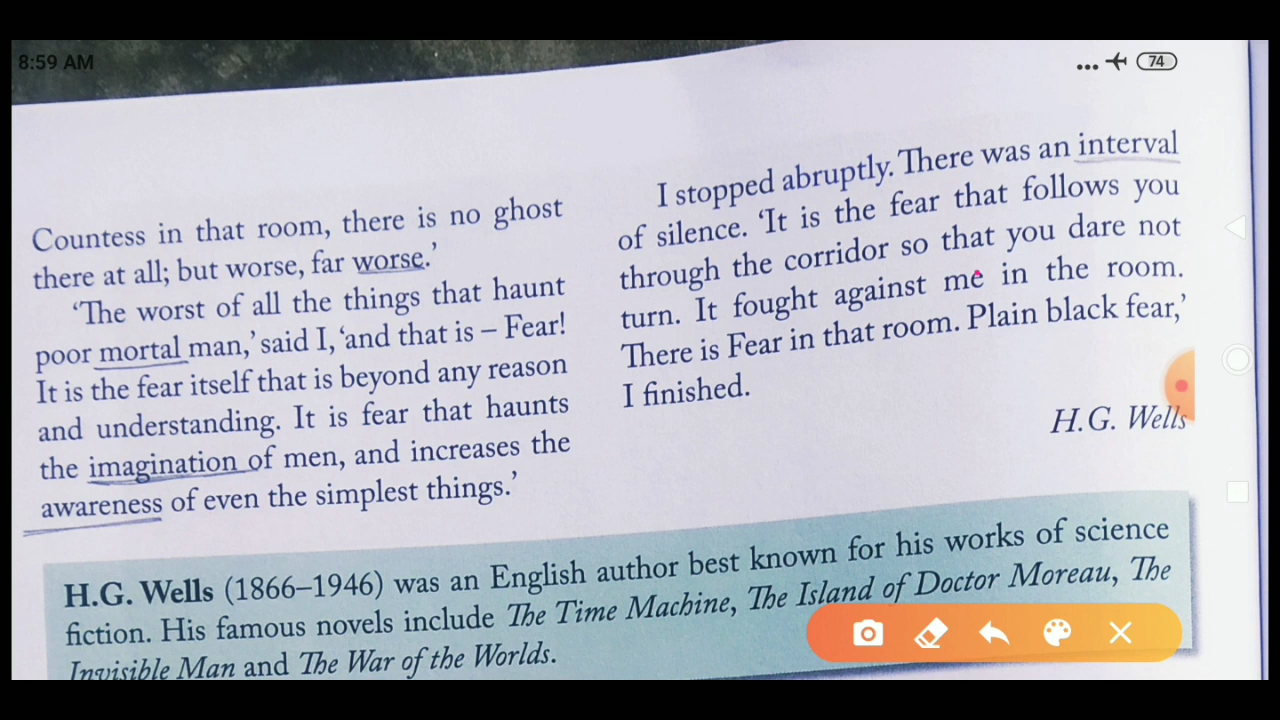 8:59 AM
74
Countess in that room, there is no ghost
there at all; but worse, far worse.’
‘The worst of all the things that haunt
poor mortal man,’ said I, ‘and that is – Fear!
It is the fear itself that is beyond any reason
and understanding. It is fear that haunts
the imagination of men, and increases the
awareness of even the simplest things.’
I stopped abruptly. There was an interval
of silence. ‘It is the fear that follows you
through the corridor so that you dare not
turn. It fought against me in the room.
There is Fear in that room. Plain black fear,’
I finished.
H.G. Wells
H.G. Wells (1866–1946) was an English author best known for his works of science
fiction. His famous novels include The Time Machine, The Island of Doctor Moreau, The
Invisible Man and The War of the Worlds.